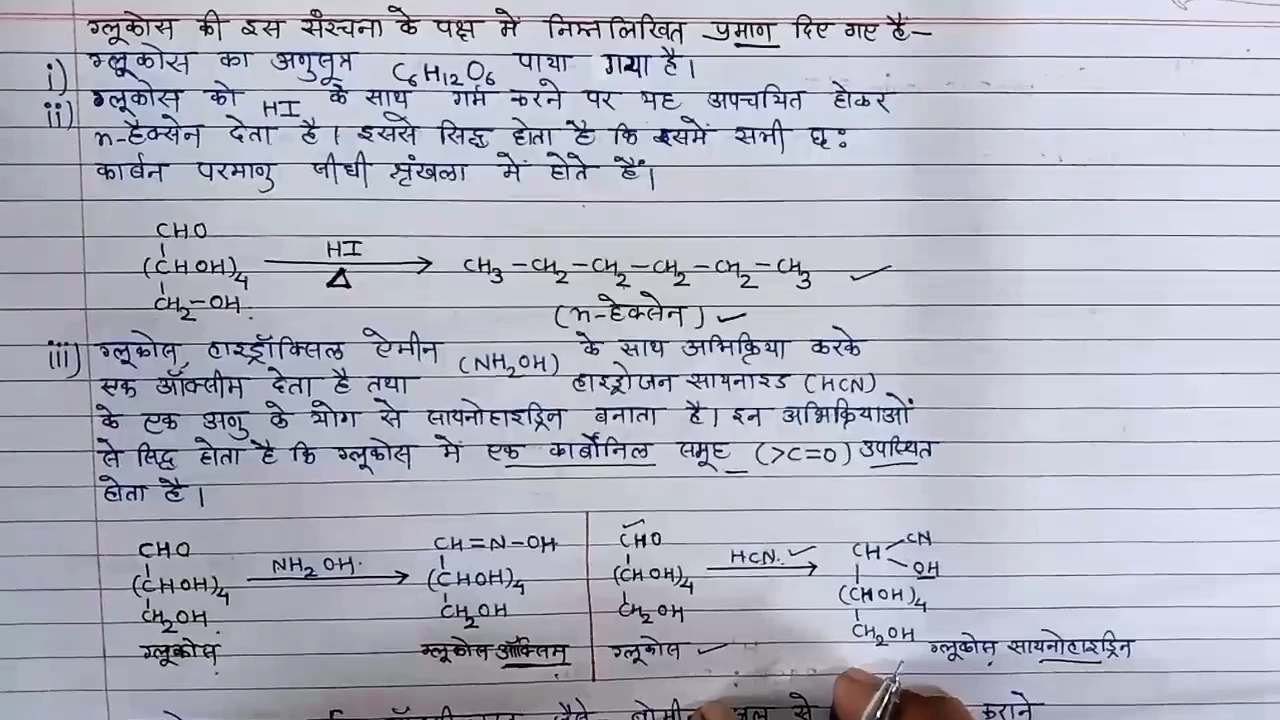 ग्लूकोस की इस संरचना के पक्ष में निम्नलिखित प्रमाण दिए गए है–
i) ग्लूकोस का अणुसूत्र C6H12O6 पाया गया है।
ii) ग्लूकोस को HI के साथ गर्म करने पर यह अपचयित होकर
n-हैक्सेन देता है। इससे सिद्ध होता है कि इसमें सभी छः
कार्बन परमाणु सीधी श्रृंखला में होते हैं।
CHO
(CHOH)4 HI Δ CH3–CH2–CH2–CH2–CH2–CH3
CH2–OH (n-हेक्सेन)
iii) ग्लूकोस, हाइड्रॉक्सिल ऐमीन (NH2OH) के साथ अभिक्रिया करके
एक ऑक्सीम देता है तथा हाइड्रोजन सायनाइड (HCN)
के एक अणु के योग से सायनोहाइड्रिन बनाता है। इन अभिक्रियाओं
से सिद्ध होता है कि ग्लूकोस में एक कार्बोनिल समूह (>C=O) उपस्थित
होता है।
CHO NH2OH CH=N–OH
(CHOH)4 (CHOH)4
CH2OH CH2OH
ग्लूकोस ग्लूकोस ऑक्सिम
CHO HCN CH CN OH
(CHOH)4 (CHOH)4
CH2OH CH2OH
ग्लूकोस ग्लूकोस सायनोहाइड्रिन
जल से कराने